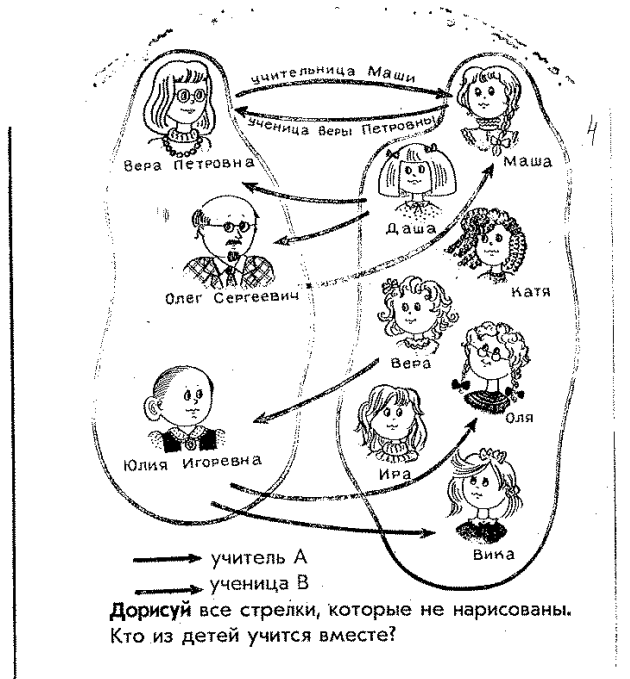 учительница Маши
ученица Веры Петровны
Вера Петровна
Маша
4
Даша
Олег Сергеевич
Катя
Вера
Оля
Юлия Игоревна
Ира
Вика
учитель А
ученица В
Дорисуй все стрелки, которые не нарисованы.
Кто из детей учится вместе?